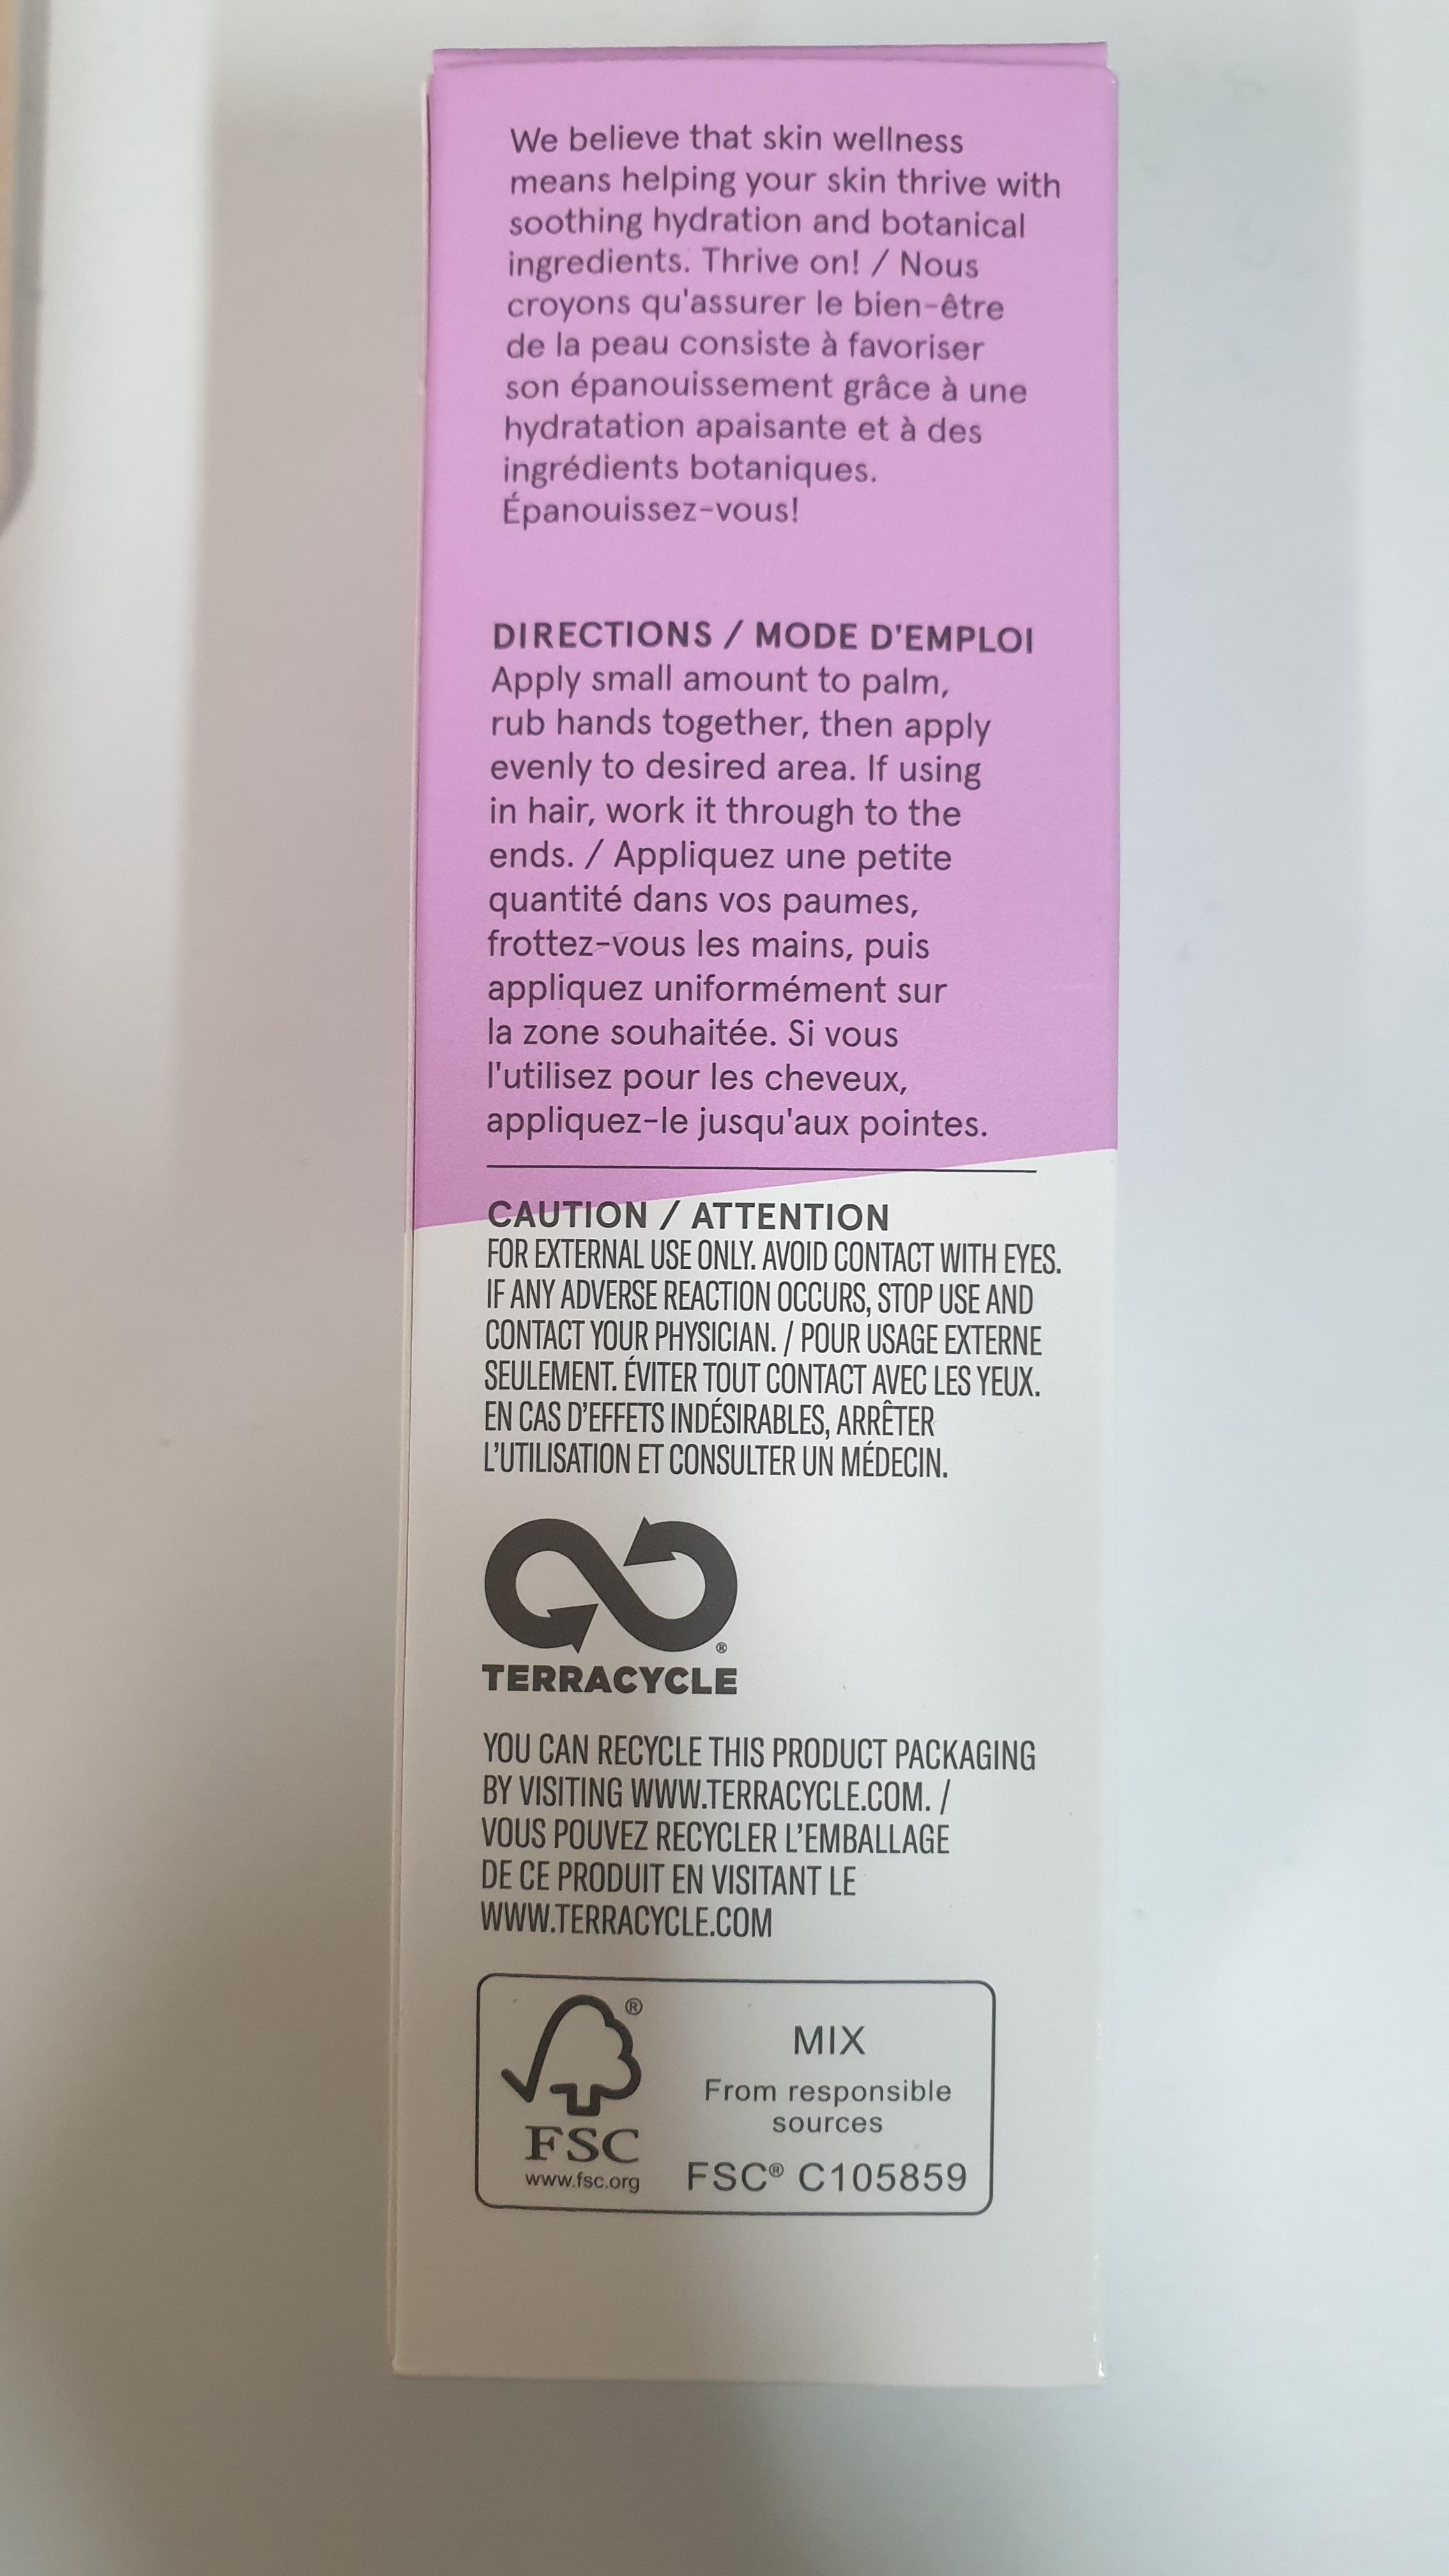 We believe that skin wellness
means helping your skin thrive with
soothing hydration and botanical
ingredients. Thrive on! / Nous
croyons qu'assurer le bien-être
de la peau consiste à favoriser
son épanouissement grâce à une
hydratation apaisante et à des
ingrédients botaniques.
Épanouissez-vous!
DIRECTIONS / MODE D'EMPLOI
Apply small amount to palm,
rub hands together, then apply
evenly to desired area. If using
in hair, work it through to the
ends. / Appliquez une petite
quantité dans vos paumes,
frottez-vous les mains, puis
appliquez uniformément sur
la zone souhaitée. Si vous
l'utilisez pour les cheveux,
appliquez-le jusqu'aux pointes.
CAUTION / ATTENTION
FOR EXTERNAL USE ONLY. AVOID CONTACT WITH EYES.
IF ANY ADVERSE REACTION OCCURS, STOP USE AND
CONTACT YOUR PHYSICIAN. / POUR USAGE EXTERNE
SEULEMENT. ÉVITER TOUT CONTACT AVEC LES YEUX.
EN CAS D'EFFETS INDÉSIRABLES, ARRÊTER
L'UTILISATION ET CONSULTER UN MÉDECIN.
®
TERRACYCLE
YOU CAN RECYCLE THIS PRODUCT PACKAGING
BY VISITING WWW.TERRACYCLE.COM. /
VOUS POUVEZ RECYCLER L'EMBALLAGE
DE CE PRODUIT EN VISITANT LE
WWW.TERRACYCLE.COM
®
FSC
www.fsc.org
MIX
From responsible
sources
FSC® C105859